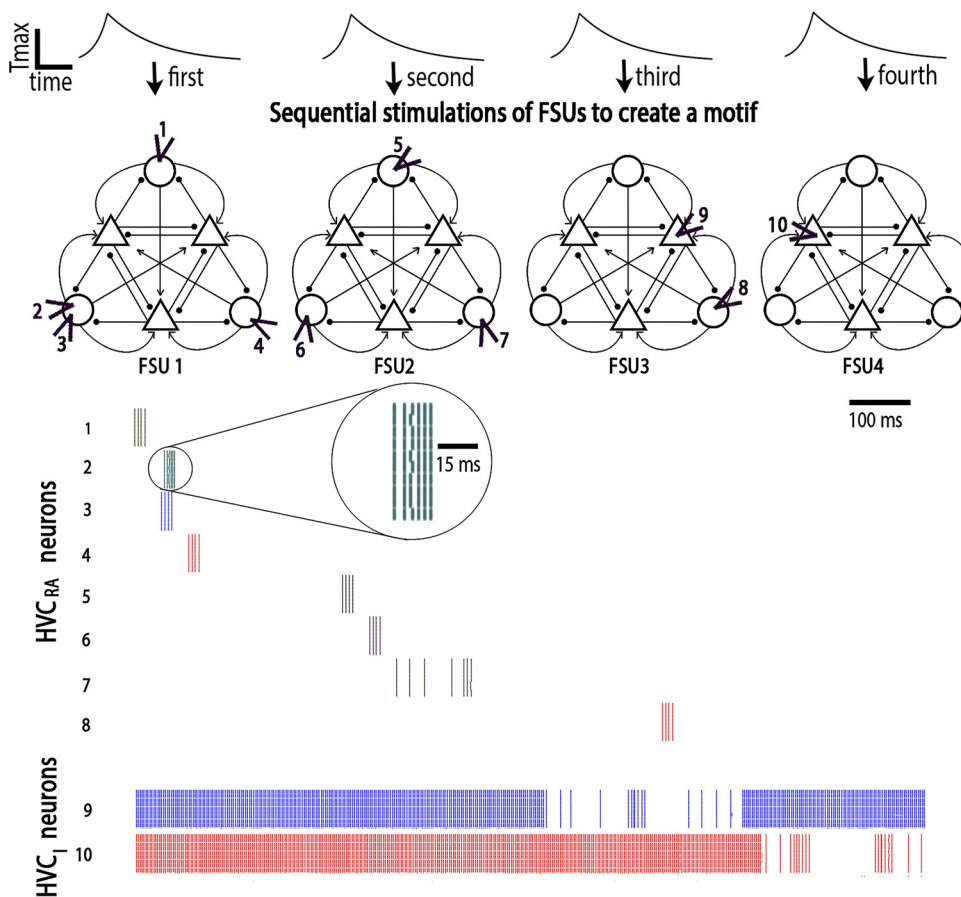 Tmax
time
first
second
third
fourth
Sequential stimulations of FSUs to create a motif
1
5
9
10
8
2
3
4
6
7
FSU 1
FSU2
FSU3
FSU4
100 ms
15 ms
HVCRA neurons
1
2
3
4
5
6
7
8
HVCI neurons
9
10